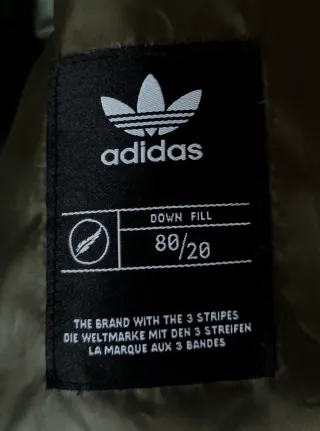 adidas
DOWN FILL
80/20
THE BRAND WITH THE 3 STRIPES
DIE WELTMARKE MIT DEN 3 STREIFEN
LA MARQUE AUX 3 BANDES